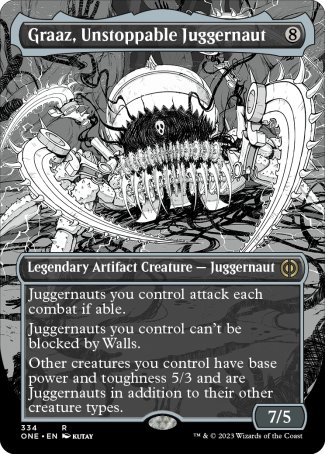 Graaz, Unstoppable Juggernaut 8
Legendary Artifact Creature — Juggernaut
Juggernauts you control attack each
combat if able.
Juggernauts you control can't be
blocked by Walls.
Other creatures you control have base
power and toughness 5/3 and are
Juggernauts in addition to their other
creature types.
7/5
334 R
ONE • EN KUTAY ™ & © 2023 Wizards of the Coast